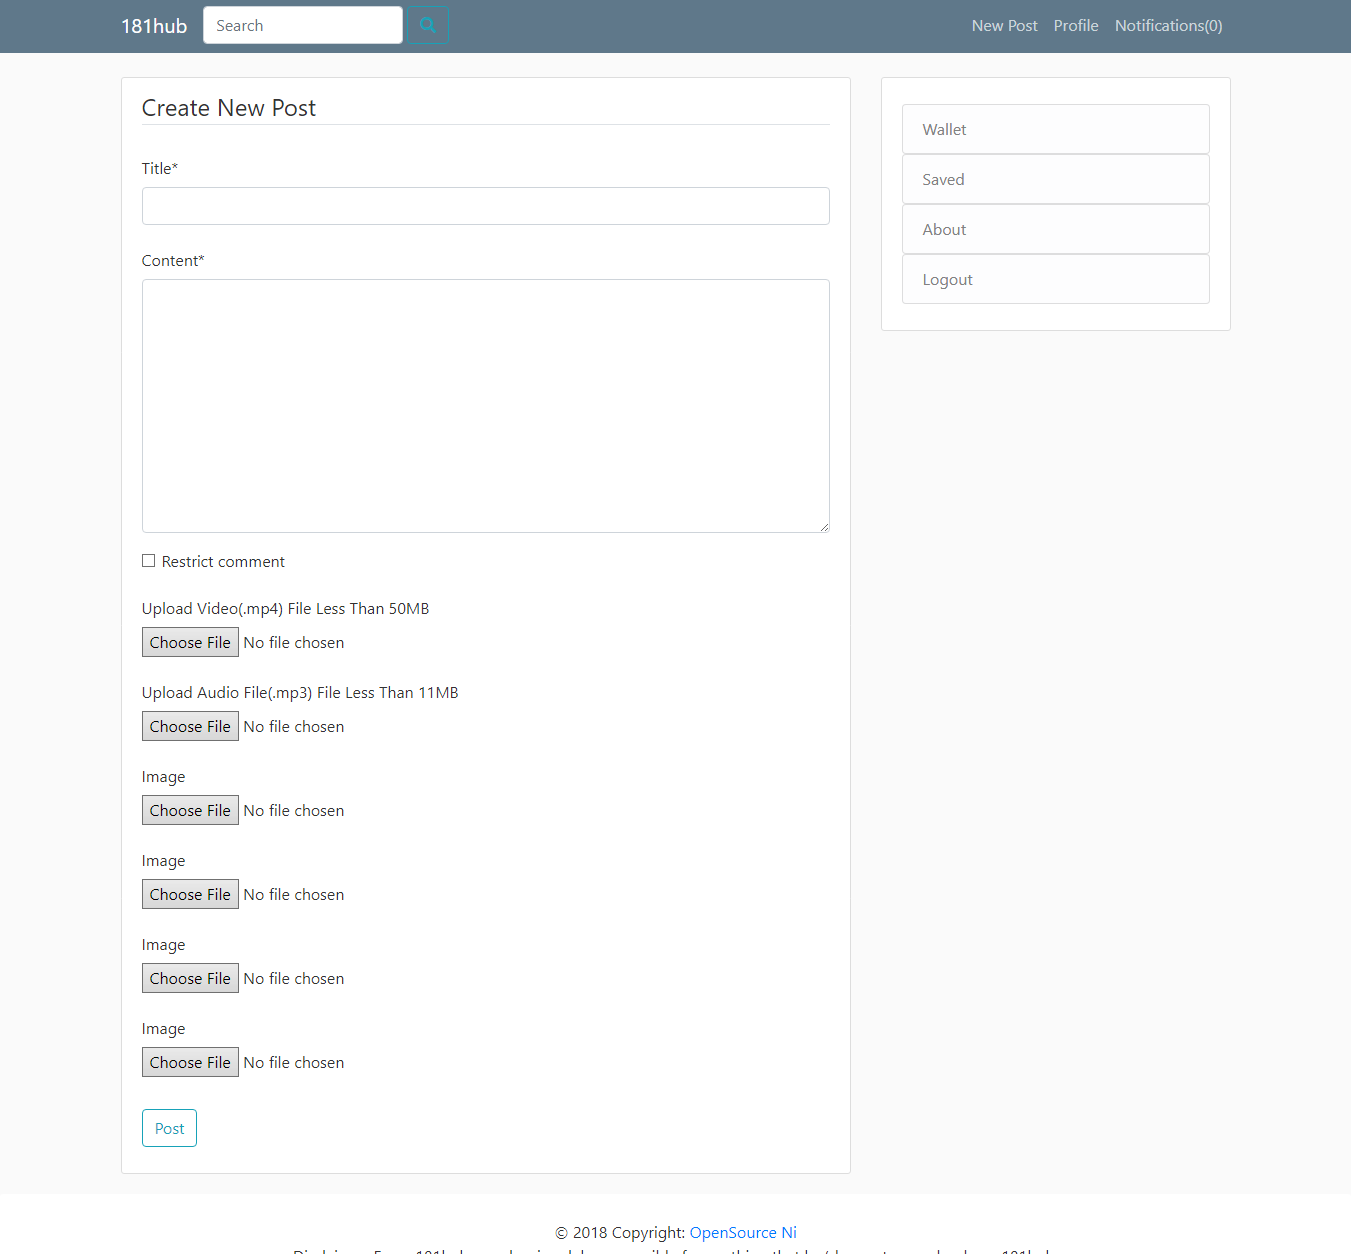 181hub
Search
New Post
Profile
Notifications(0)
Create New Post
Title*
Content*
Restrict comment
Upload Video(.mp4) File Less Than 50MB
Choose File No file chosen
Upload Audio File(.mp3) File Less Than 11MB
Choose File No file chosen
Image
Choose File No file chosen
Image
Choose File No file chosen
Image
Choose File No file chosen
Image
Choose File No file chosen
Post
Wallet
Saved
About
Logout
© 2018 Copyright: OpenSource Ni